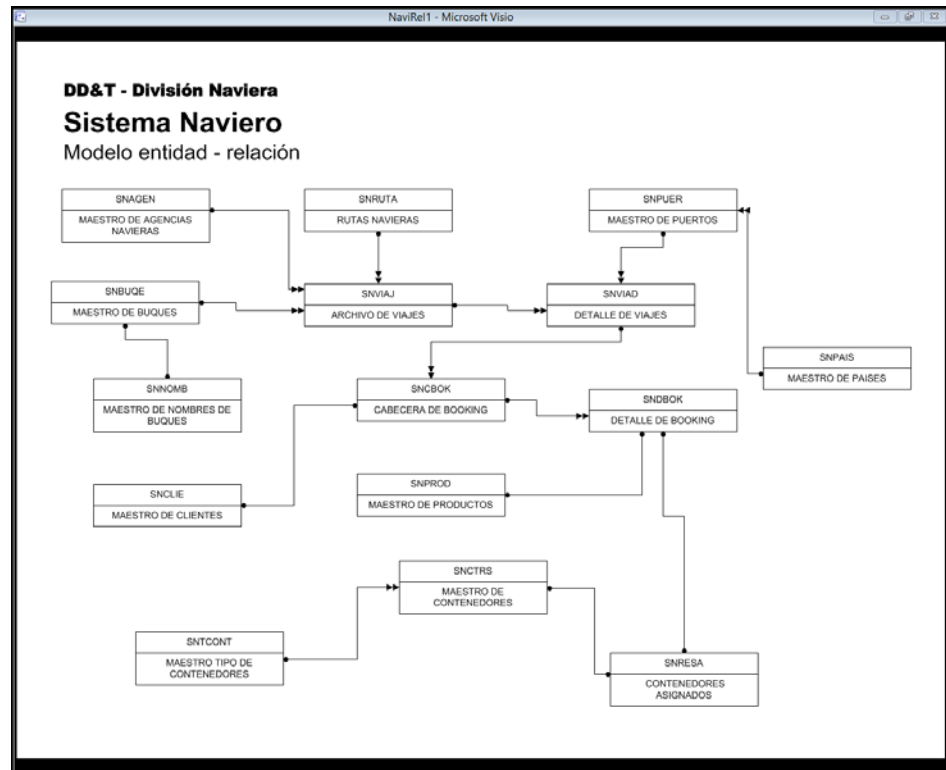 NaviRel1 - Microsoft Visio
DD&T - División Naviera
Sistema Naviero
Modelo entidad - relación
SNAGEN
MAESTRO DE AGENCIAS
NAVIERAS
SNRUTA
RUTAS NAVIERAS
SNPUER
MAESTRO DE PUERTOS
SNBUQE
MAESTRO DE BUQUES
SNVIAJ
ARCHIVO DE VIAJES
SNVIAD
DETALLE DE VIAJES
SNPAIS
MAESTRO DE PAISES
SNNOMB
MAESTRO DE NOMBRES DE
BUQUES
SNCBOK
CABECERA DE BOOKING
SNDBOK
DETALLE DE BOOKING
SNCLIE
MAESTRO DE CLIENTES
SNPROD
MAESTRO DE PRODUCTOS
SNCTRS
MAESTRO DE
CONTENEDORES
SNTCONT
MAESTRO TIPO DE
CONTENEDORES
SNRESA
CONTENEDORES
ASIGNADOS